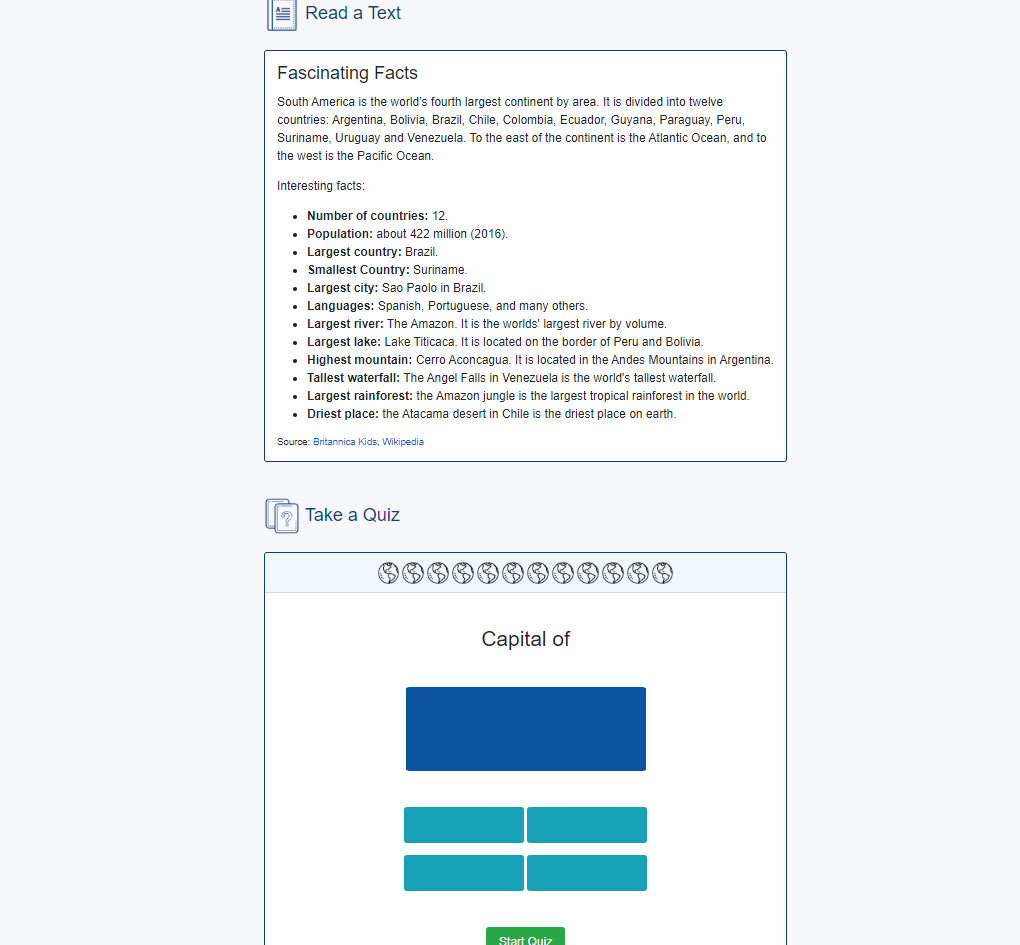 Read a Text
Fascinating Facts
South America is the world's fourth largest continent by area. It is divided into twelve
countries: Argentina, Bolivia, Brazil, Chile, Colombia, Ecuador, Guyana, Paraguay, Peru,
Suriname, Uruguay and Venezuela. To the east of the continent is the Atlantic Ocean, and to
the west is the Pacific Ocean.
Interesting facts:
• Number of countries: 12.
• Population: about 422 million (2016).
• Largest country: Brazil.
• Smallest Country: Suriname.
• Largest city: Sao Paolo in Brazil.
• Languages: Spanish, Portuguese, and many others.
• Largest river: The Amazon. It is the worlds' largest river by volume.
• Largest lake: Lake Titicaca. It is located on the border of Peru and Bolivia.
• Highest mountain: Cerro Aconcagua. It is located in the Andes Mountains in Argentina.
• Tallest waterfall: The Angel Falls in Venezuela is the world's tallest waterfall.
• Largest rainforest: the Amazon jungle is the largest tropical rainforest in the world.
• Driest place: the Atacama desert in Chile is the driest place on earth.
Source: Britannica Kids, Wikipedia
Take a Quiz
Capital of
Start Quiz